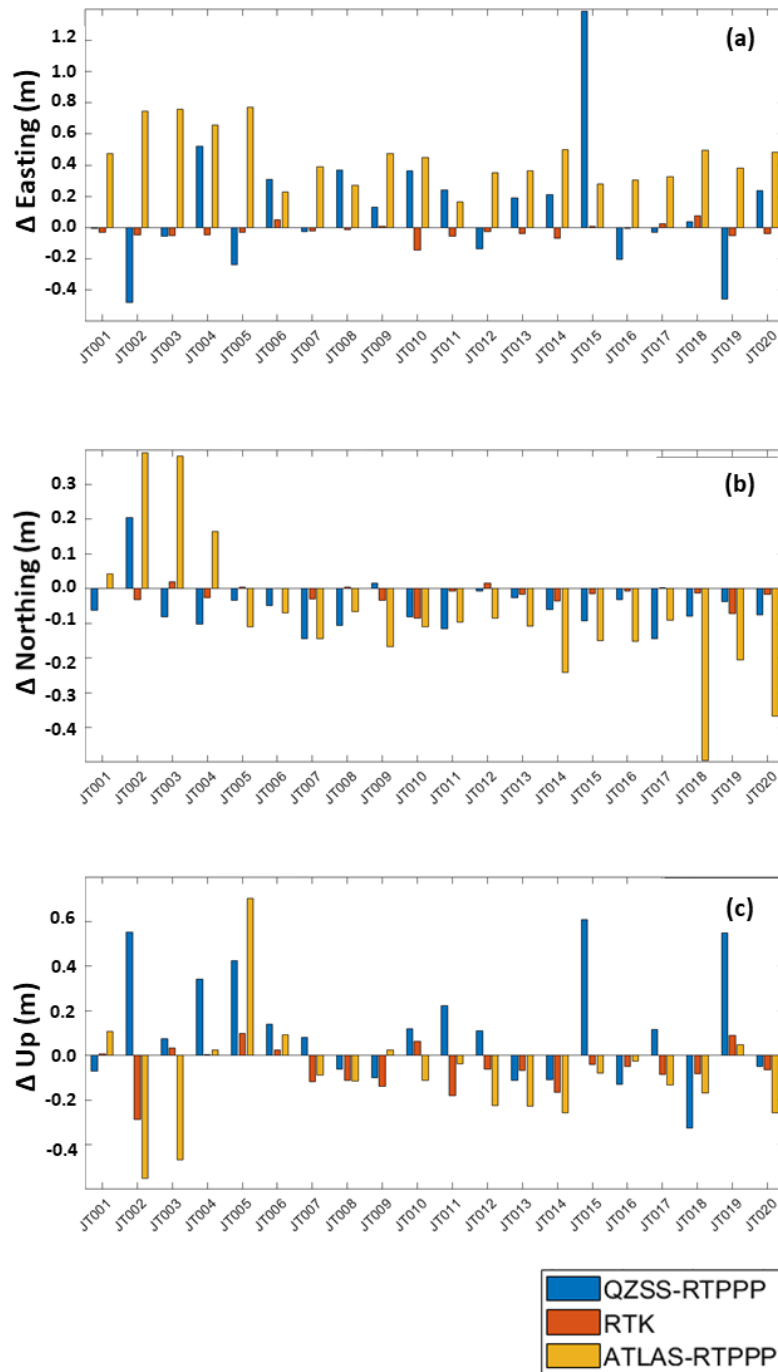 (a)
Δ Easting (m)
1.2
1.0
0.8
0.6
0.4
0.2
0.0
-0.2
-0.4
JT001 JT002 JT003 JT004 JT005 JT006 JT007 JT008 JT009 JT010 JT011 JT012 JT013 JT014 JT015 JT016 JT017 JT018 JT019 JT020
(b)
Δ Northing (m)
0.3
0.2
0.1
0.0
-0.1
-0.2
-0.3
-0.4
JT001 JT002 JT003 JT004 JT005 JT006 JT007 JT008 JT009 JT010 JT011 JT012 JT013 JT014 JT015 JT016 JT017 JT018 JT019 JT020
(c)
Δ Up (m)
0.6
0.4
0.2
0.0
-0.2
-0.4
JT001 JT002 JT003 JT004 JT005 JT006 JT007 JT008 JT009 JT010 JT011 JT012 JT013 JT014 JT015 JT016 JT017 JT018 JT019 JT020
QZSS-RTPPP
RTK
ATLAS-RTPPP